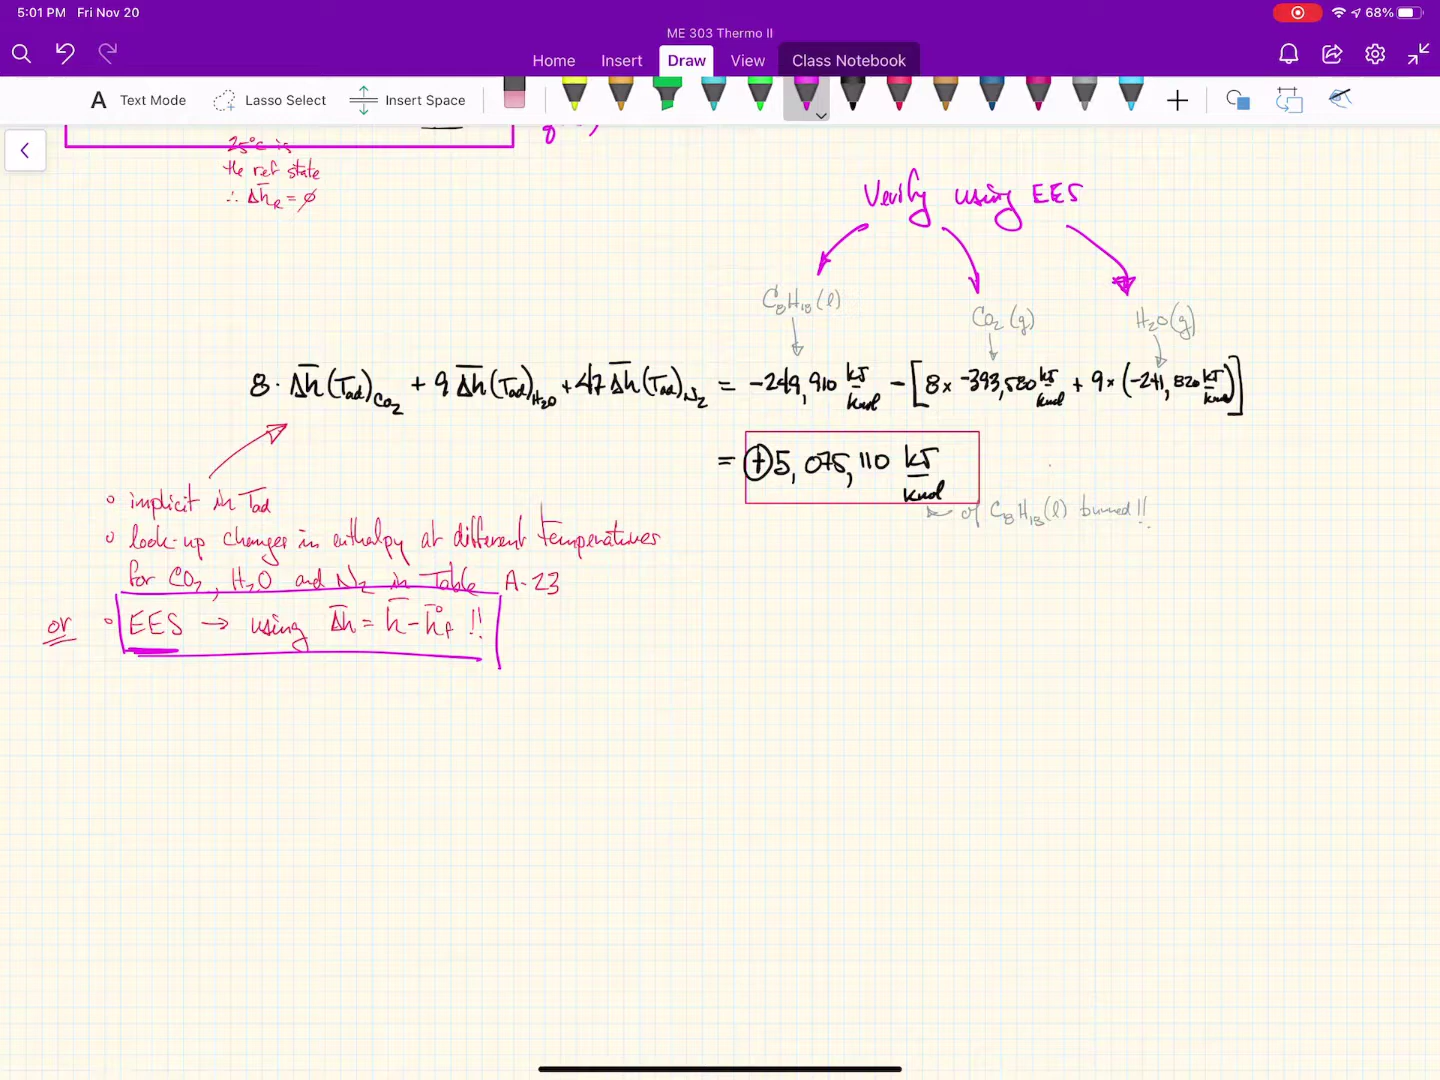 5:01 PM Fri Nov 20
68%
ME 303 Thermo II
Home Insert Draw View Class Notebook
A Text Mode Lasso Select Insert Space
25°C is
the ref state
∴ Δh̅_R = ∅
Verify using EES
C8H18(l) CO2(g) H2O(g)
8 · Δh̅(Tad)CO2 + 9 Δh̅(Tad)H2O + 47 Δh̅(Tad)N2 = -249,910 kJ/kmol - [8 × -393,580 kJ/kmol + 9 × (-241,820 kJ/kmol)]
= +5,075,110 kJ/kmol
of C8H18(l) burned!!
◦ implicit in Tad
◦ look-up changes in enthalpy at different temperatures
for CO2, H2O and N2 in Table A-23
or ◦ EES → using Δh̅ = h̅ - h̅°f !!